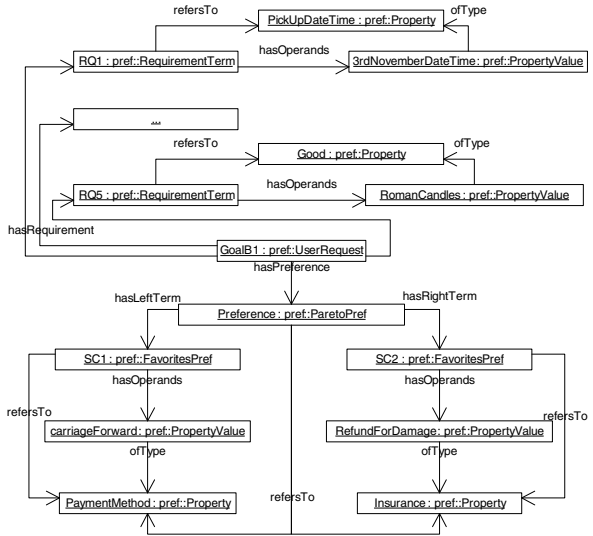 refersTo
PickUpDateTime : pref::Property
ofType
RQ1 : pref::RequirementTerm
hasOperands
3rdNovemberDateTime : pref::PropertyValue
...
refersTo
Good : pref::Property
ofType
RQ5 : pref::RequirementTerm
hasOperands
RomanCandles : pref::PropertyValue
hasRequirement
GoalB1 : pref::UserRequest
hasPreference
hasLeftTerm
hasRightTerm
Preference : pref::ParetoPref
SC1 : pref::FavoritesPref
SC2 : pref::FavoritesPref
hasOperands
hasOperands
refersTo
refersTo
carriageForward : pref::PropertyValue
RefundForDamage : pref::PropertyValue
ofType
ofType
refersTo
PaymentMethod : pref::Property
Insurance : pref::Property